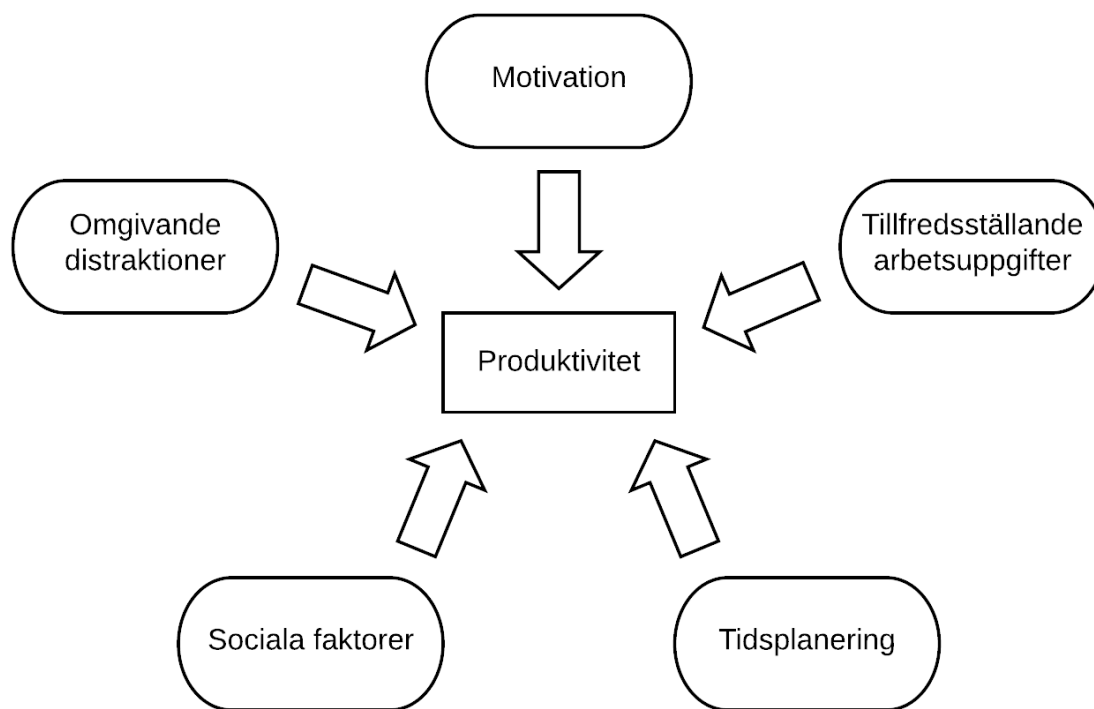 Motivation
Omgivande
distraktioner
Tillfredsställande
arbetsuppgifter
Produktivitet
Sociala faktorer
Tidsplanering